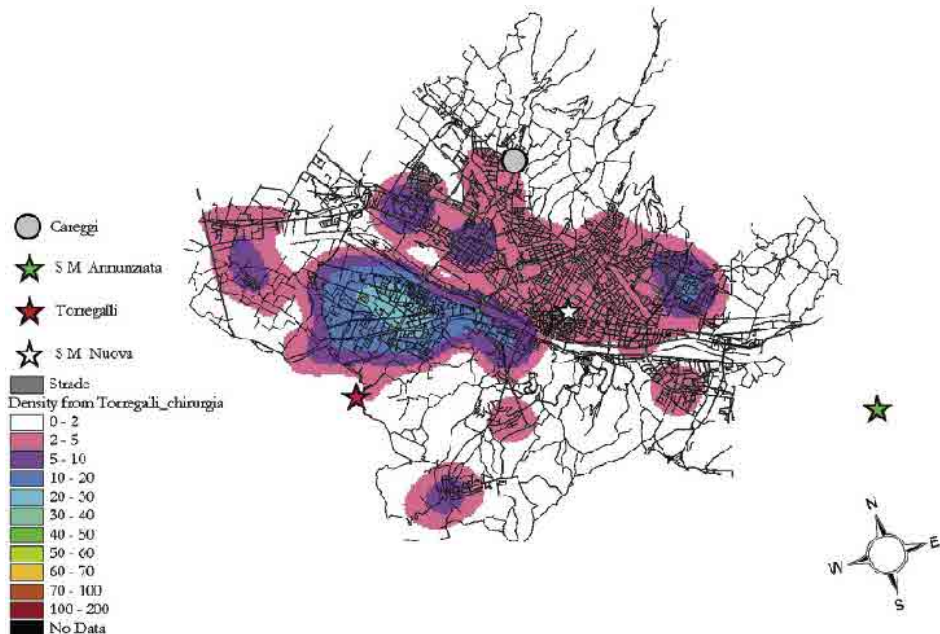 Careggi
S M Annunziata
Torregalli
S M Nuova
Strade
Density from Torregalli_chirurgia
0 - 2
2 - 5
5 - 10
10 - 20
20 - 30
30 - 40
40 - 50
50 - 60
60 - 70
70 - 100
100 - 200
No Data
N
E
W
S